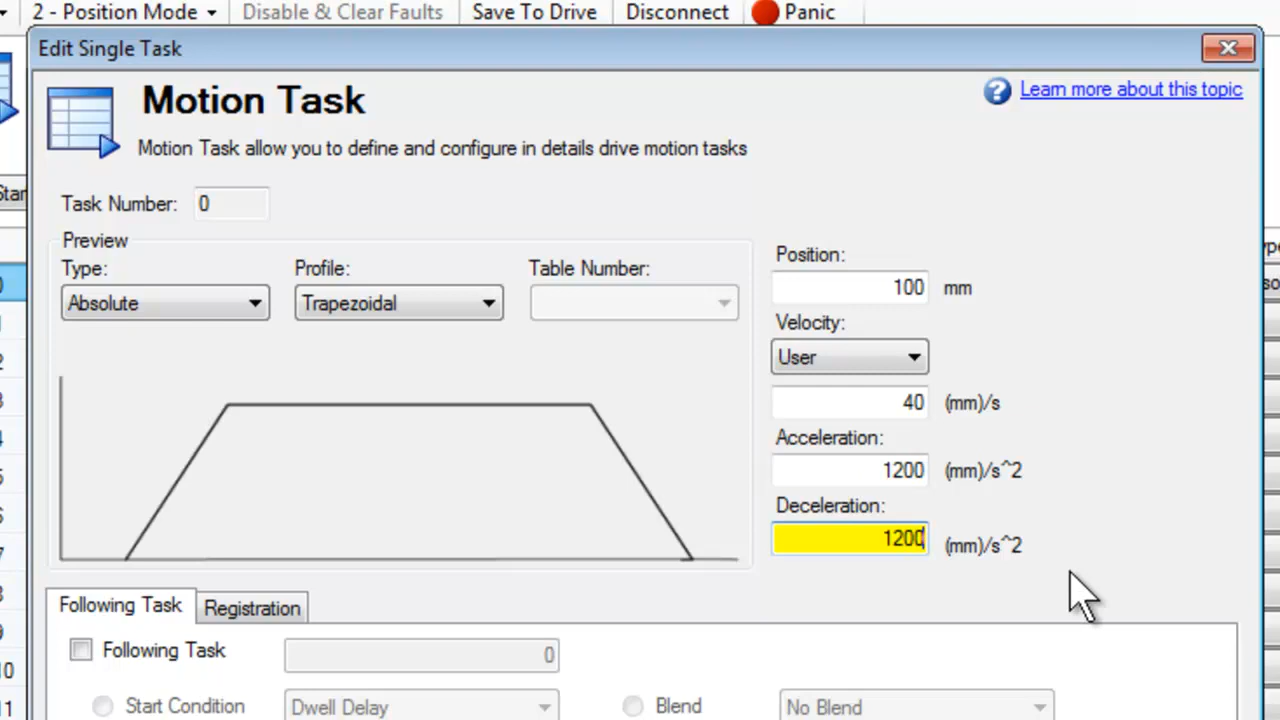 2 - Position Mode Disable & Clear Faults Save To Drive Disconnect Panic
Edit Single Task
Motion Task
Learn more about this topic
Motion Task allow you to define and configure in details drive motion tasks
Task Number: 0
Preview
Type: Profile: Table Number:
Absolute Trapezoidal
Position:
100 mm
Velocity:
User
40 (mm)/s
Acceleration:
1200 (mm)/s^2
Deceleration:
1200 (mm)/s^2
Following Task Registration
Following Task 0
Start Condition Dwell Delay Blend No Blend
10
11